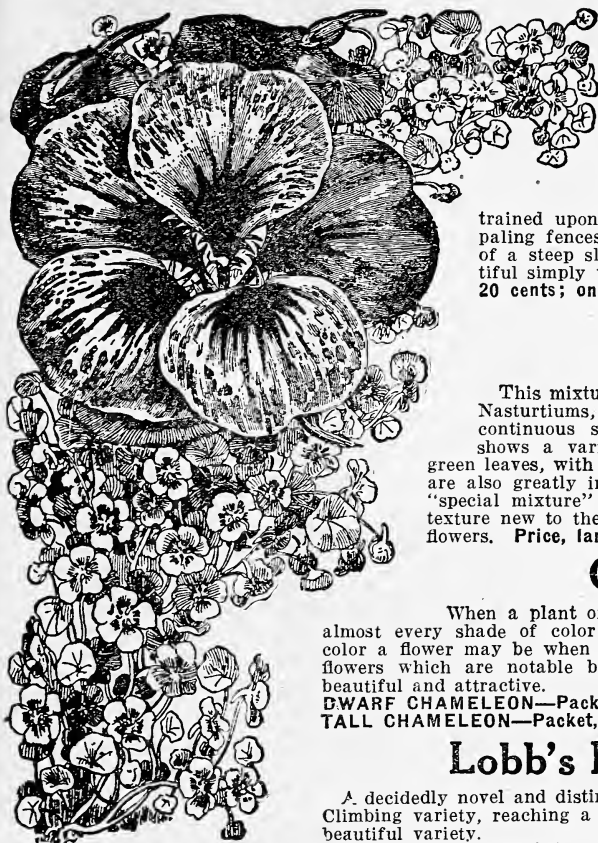 trained upon
paling fences
of a steep sl
tiful simply
20 cents; on
This mixtu
Nasturtiums,
continuous s
shows a vari
green leaves, with
are also greatly in
"special mixture"
texture new to the
flowers. Price, lar
When a plant o
almost every shade of color
color a flower may be when
flowers which are notable b
beautiful and attractive.
DWARF CHAMELEON—Pack
TALL CHAMELEON—Packet,
Lobb's
A decidedly novel and distin
Climbing variety, reaching a
beautiful variety.